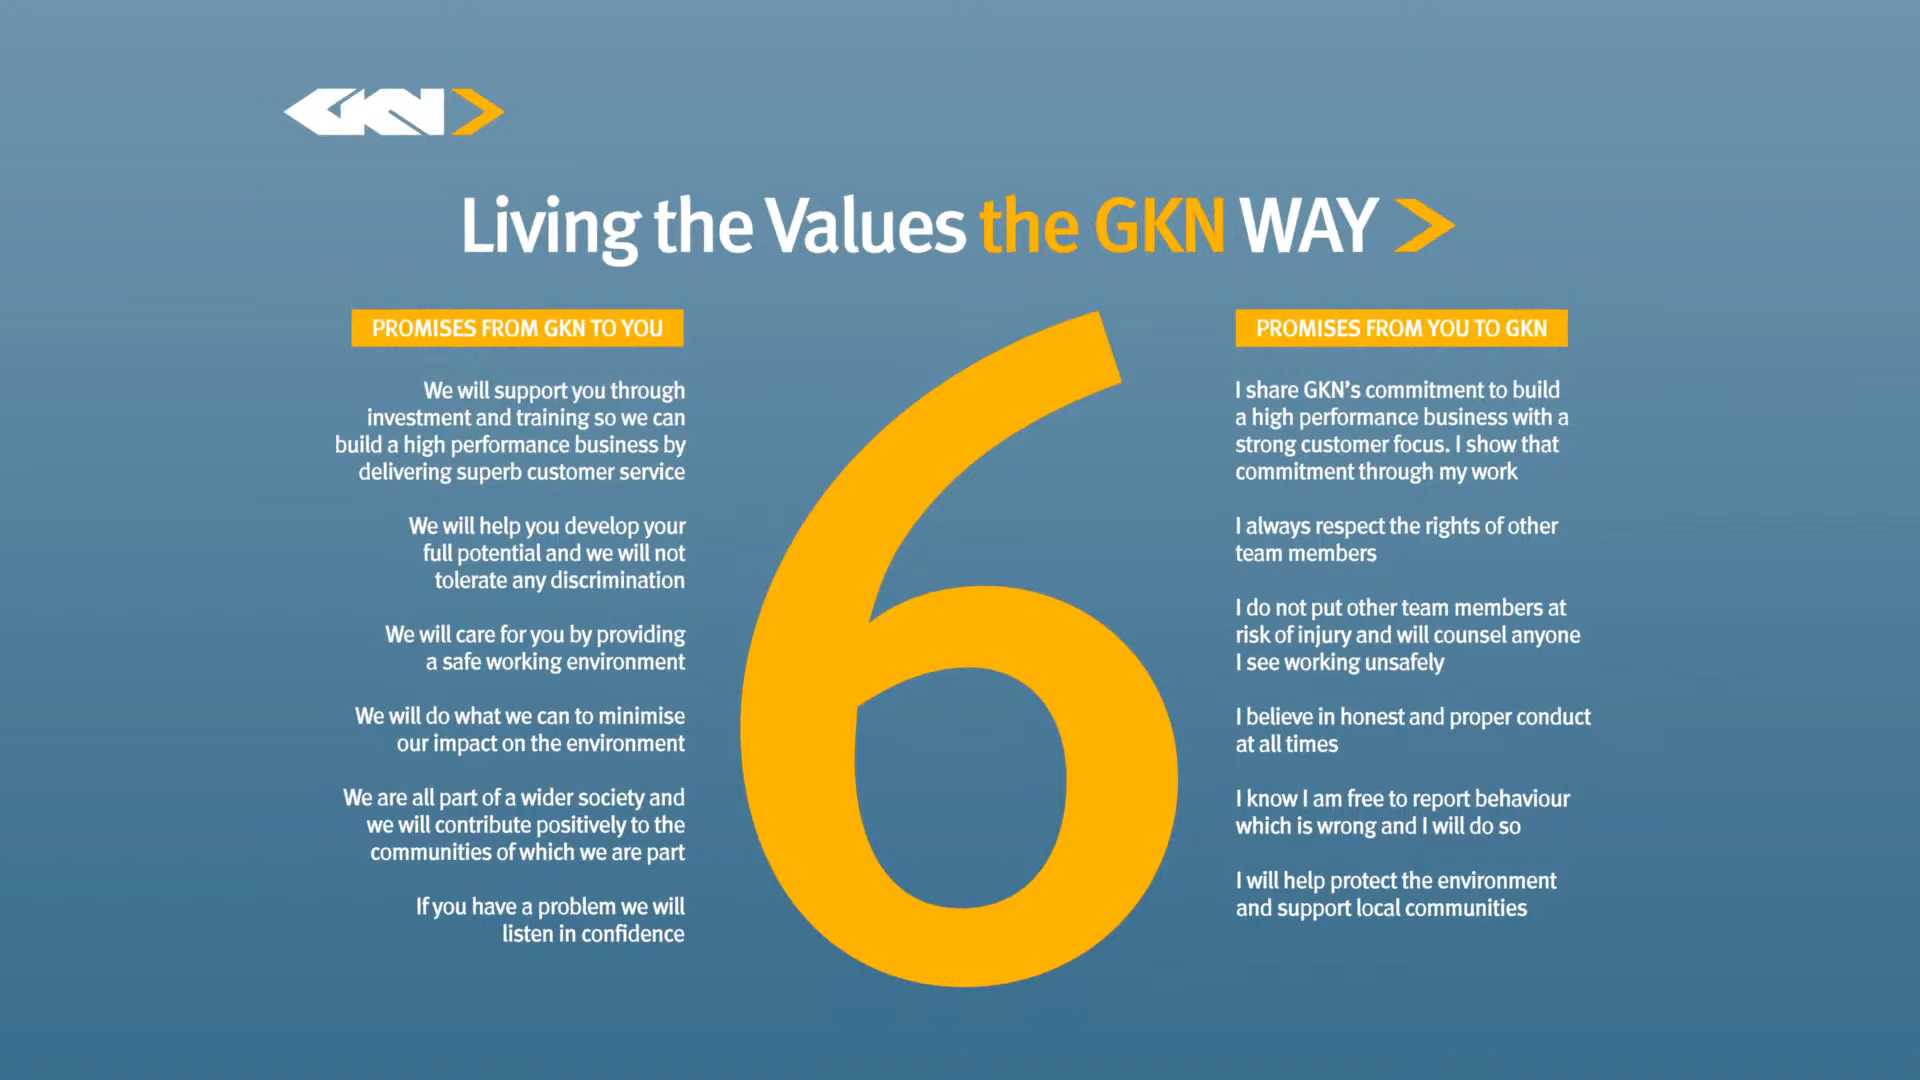 GKN
Living the Values the GKN WAY >
PROMISES FROM GKN TO YOU
We will support you through
investment and training so we can
build a high performance business by
delivering superb customer service
We will help you develop your
full potential and we will not
tolerate any discrimination
We will care for you by providing
a safe working environment
We will do what we can to minimise
our impact on the environment
We are all part of a wider society and
we will contribute positively to the
communities of which we are part
If you have a problem we will
listen in confidence
6
PROMISES FROM YOU TO GKN
I share GKN's commitment to build
a high performance business with a
strong customer focus. I show that
commitment through my work
I always respect the rights of other
team members
I do not put other team members at
risk of injury and will counsel anyone
I see working unsafely
I believe in honest and proper conduct
at all times
I know I am free to report behaviour
which is wrong and I will do so
I will help protect the environment
and support local communities